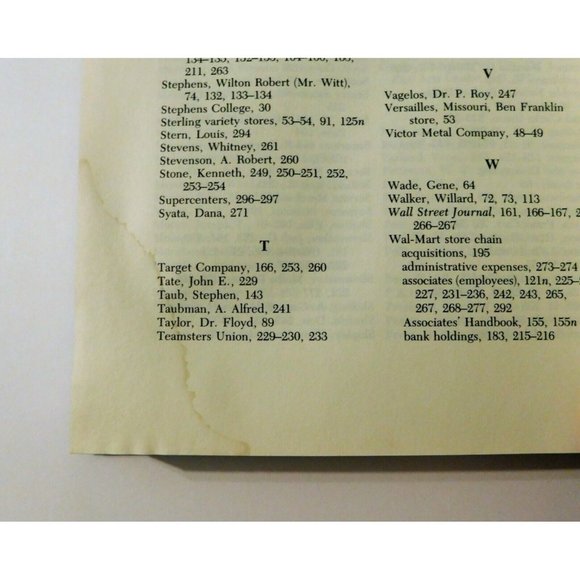 211, 263
Stephens, Wilton Robert (Mr. Witt),
74, 132, 133–134
Stephens College, 30
Sterling variety stores, 53–54, 91, 125n
Stern, Louis, 294
Stevens, Whitney, 261
Stevenson, A. Robert, 260
Stone, Kenneth, 249, 250–251, 252,
253–254
Supercenters, 296–297
Syata, Dana, 271
T
Target Company, 166, 253, 260
Tate, John E., 229
Taub, Stephen, 143
Taubman, A. Alfred, 241
Taylor, Dr. Floyd, 89
Teamsters Union, 229–230, 233
V
Vagelos, Dr. P. Roy, 247
Versailles, Missouri, Ben Franklin
store, 53
Victor Metal Company, 48–49
W
Wade, Gene, 64
Walker, Willard, 72, 73, 113
Wall Street Journal, 161, 166–167,
266–267
Wal-Mart store chain
acquisitions, 195
administrative expenses, 273–274
associates (employees), 121n, 225–
227, 231–236, 242, 243, 265,
267, 268–277, 292
Associates' Handbook, 155, 155n
bank holdings, 183, 215–216